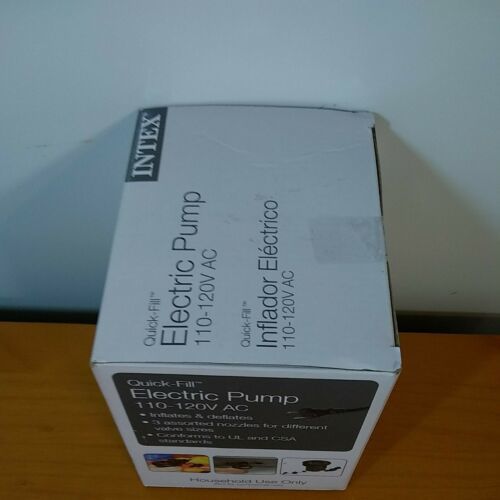 INTEX
Quick-Fill™
Electric Pump
110-120V AC
Quick-Fill™
Inflador Eléctrico
110-120V AC
Quick-Fill™
Electric Pump
110-120V AC
• Inflates & deflates
• 3 assorted nozzles for different
valve sizes
• Conforms to UL and CSA
standards
Household Use Only